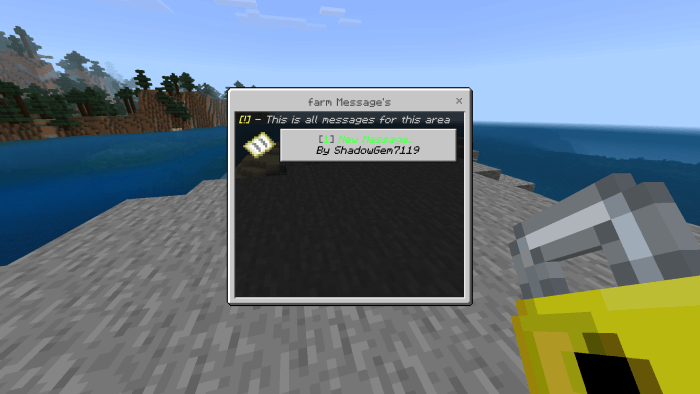 farm Message's
[!] - This is all messages for this area
[i] New Message.
By ShadowGem7119